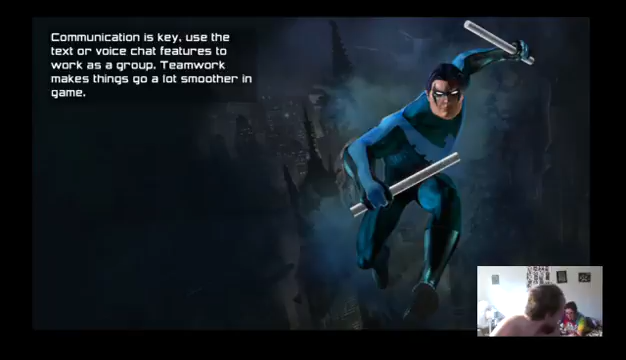 Communication is key, use the
text or voice chat features to
work as a group. Teamwork
makes things go a lot smoother in
game.